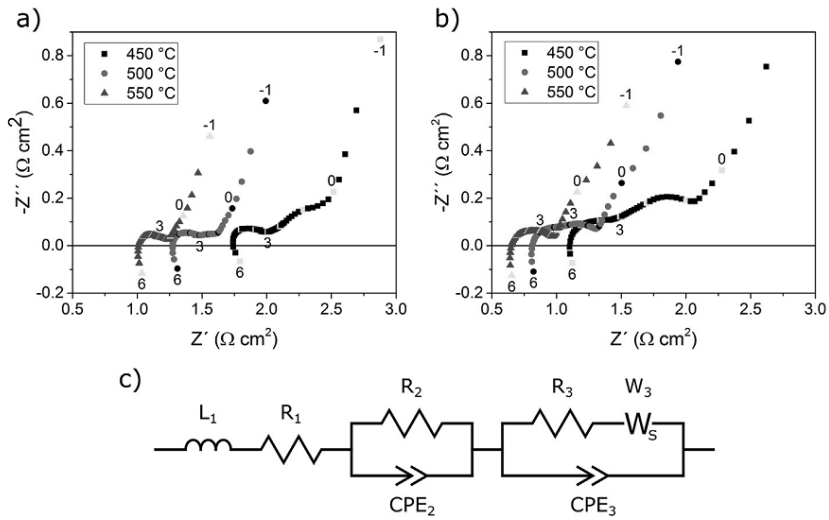 a)
450 °C
500 °C
550 °C
-1
-1
-1
0
0
0
3
3
3
6
6
6
0.8
0.6
0.4
0.2
0.0
-0.2
-Z´´ (Ω cm²)
0.5 1.0 1.5 2.0 2.5 3.0
Z´ (Ω cm²)
b)
450 °C
500 °C
550 °C
-1
-1
0
0
0
3
3
3
6
6
6
0.8
0.6
0.4
0.2
0.0
-0.2
-Z´´ (Ω cm²)
0.5 1.0 1.5 2.0 2.5 3.0
Z´ (Ω cm²)
c)
L₁ R₁ R₂ R₃ W₃
Wₛ
CPE₂ CPE₃